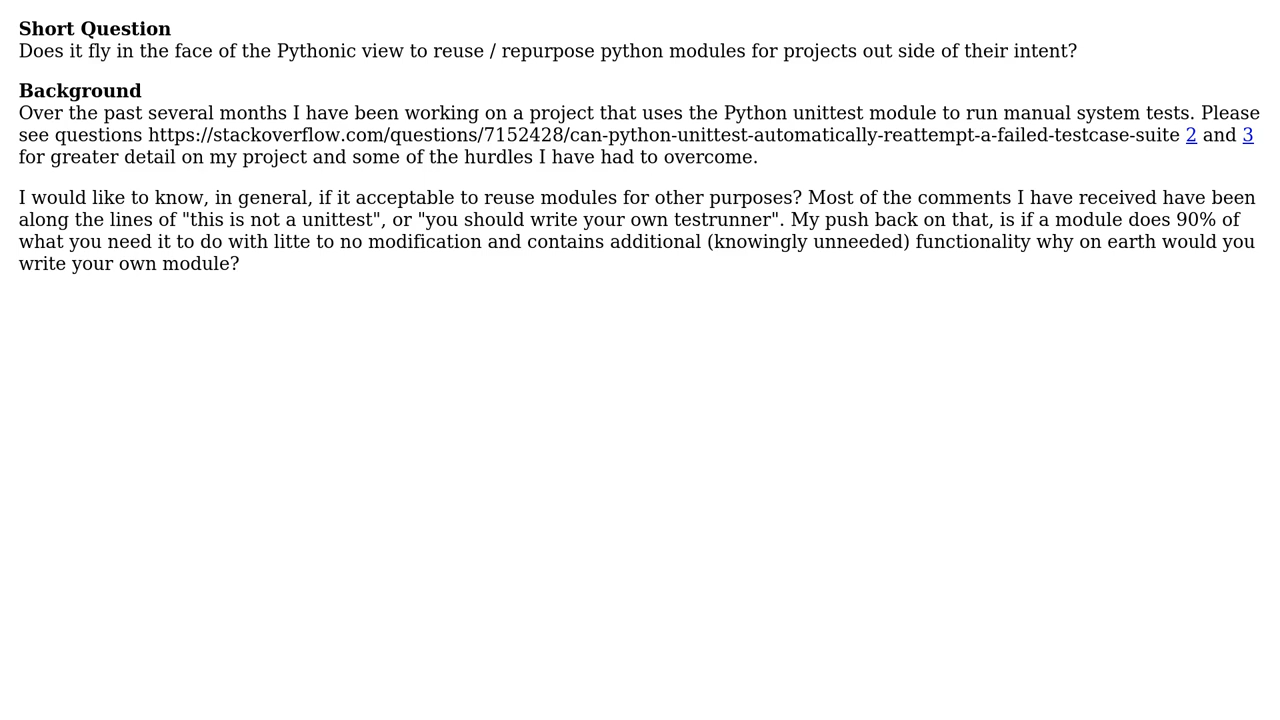 Short Question
Does it fly in the face of the Pythonic view to reuse / repurpose python modules for projects out side of their intent?
Background
Over the past several months I have been working on a project that uses the Python unittest module to run manual system tests. Please
see questions https://stackoverflow.com/questions/7152428/can-python-unittest-automatically-reattempt-a-failed-testcase-suite 2 and 3
for greater detail on my project and some of the hurdles I have had to overcome.
I would like to know, in general, if it acceptable to reuse modules for other purposes? Most of the comments I have received have been
along the lines of "this is not a unittest", or "you should write your own testrunner". My push back on that, is if a module does 90% of
what you need it to do with litte to no modification and contains additional (knowingly unneeded) functionality why on earth would you
write your own module?